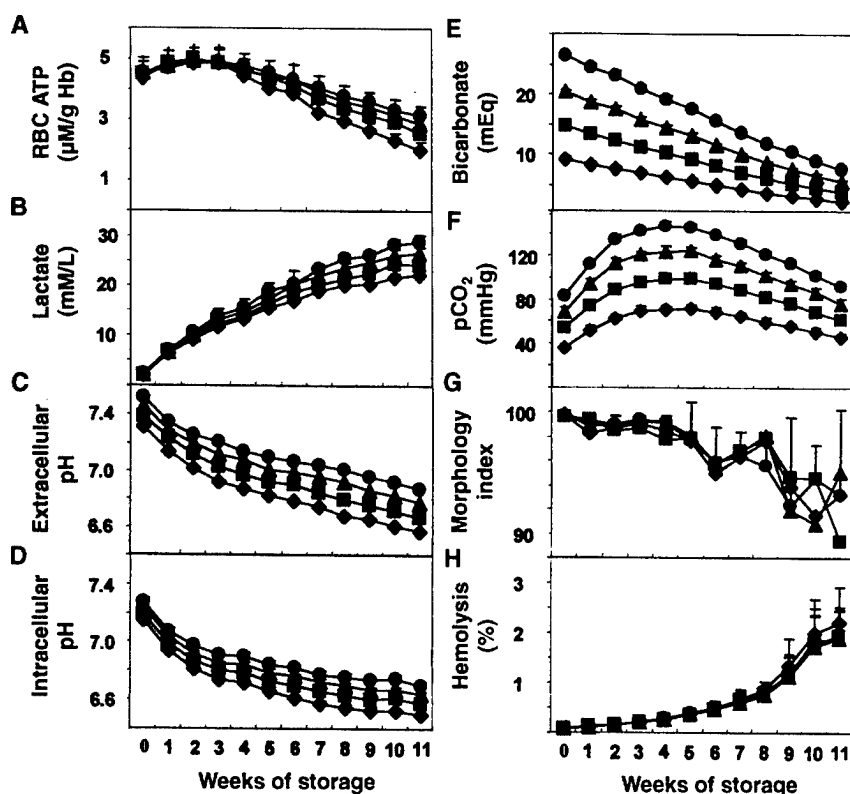 A
RBC ATP
(µM/g Hb)
5
3
1
B
Lactate
(mM/L)
30
20
10
C
Extracellular
pH
7.4
7.0
6.6
D
Intracellular
pH
7.4
7.0
6.6
0 1 2 3 4 5 6 7 8 9 10 11
Weeks of storage
E
Bicarbonate
(mEq)
20
10
F
pCO2
(mmHg)
120
80
40
G
Morphology
index
100
90
H
Hemolysis
(%)
3
2
1
0 1 2 3 4 5 6 7 8 9 10 11
Weeks of storage